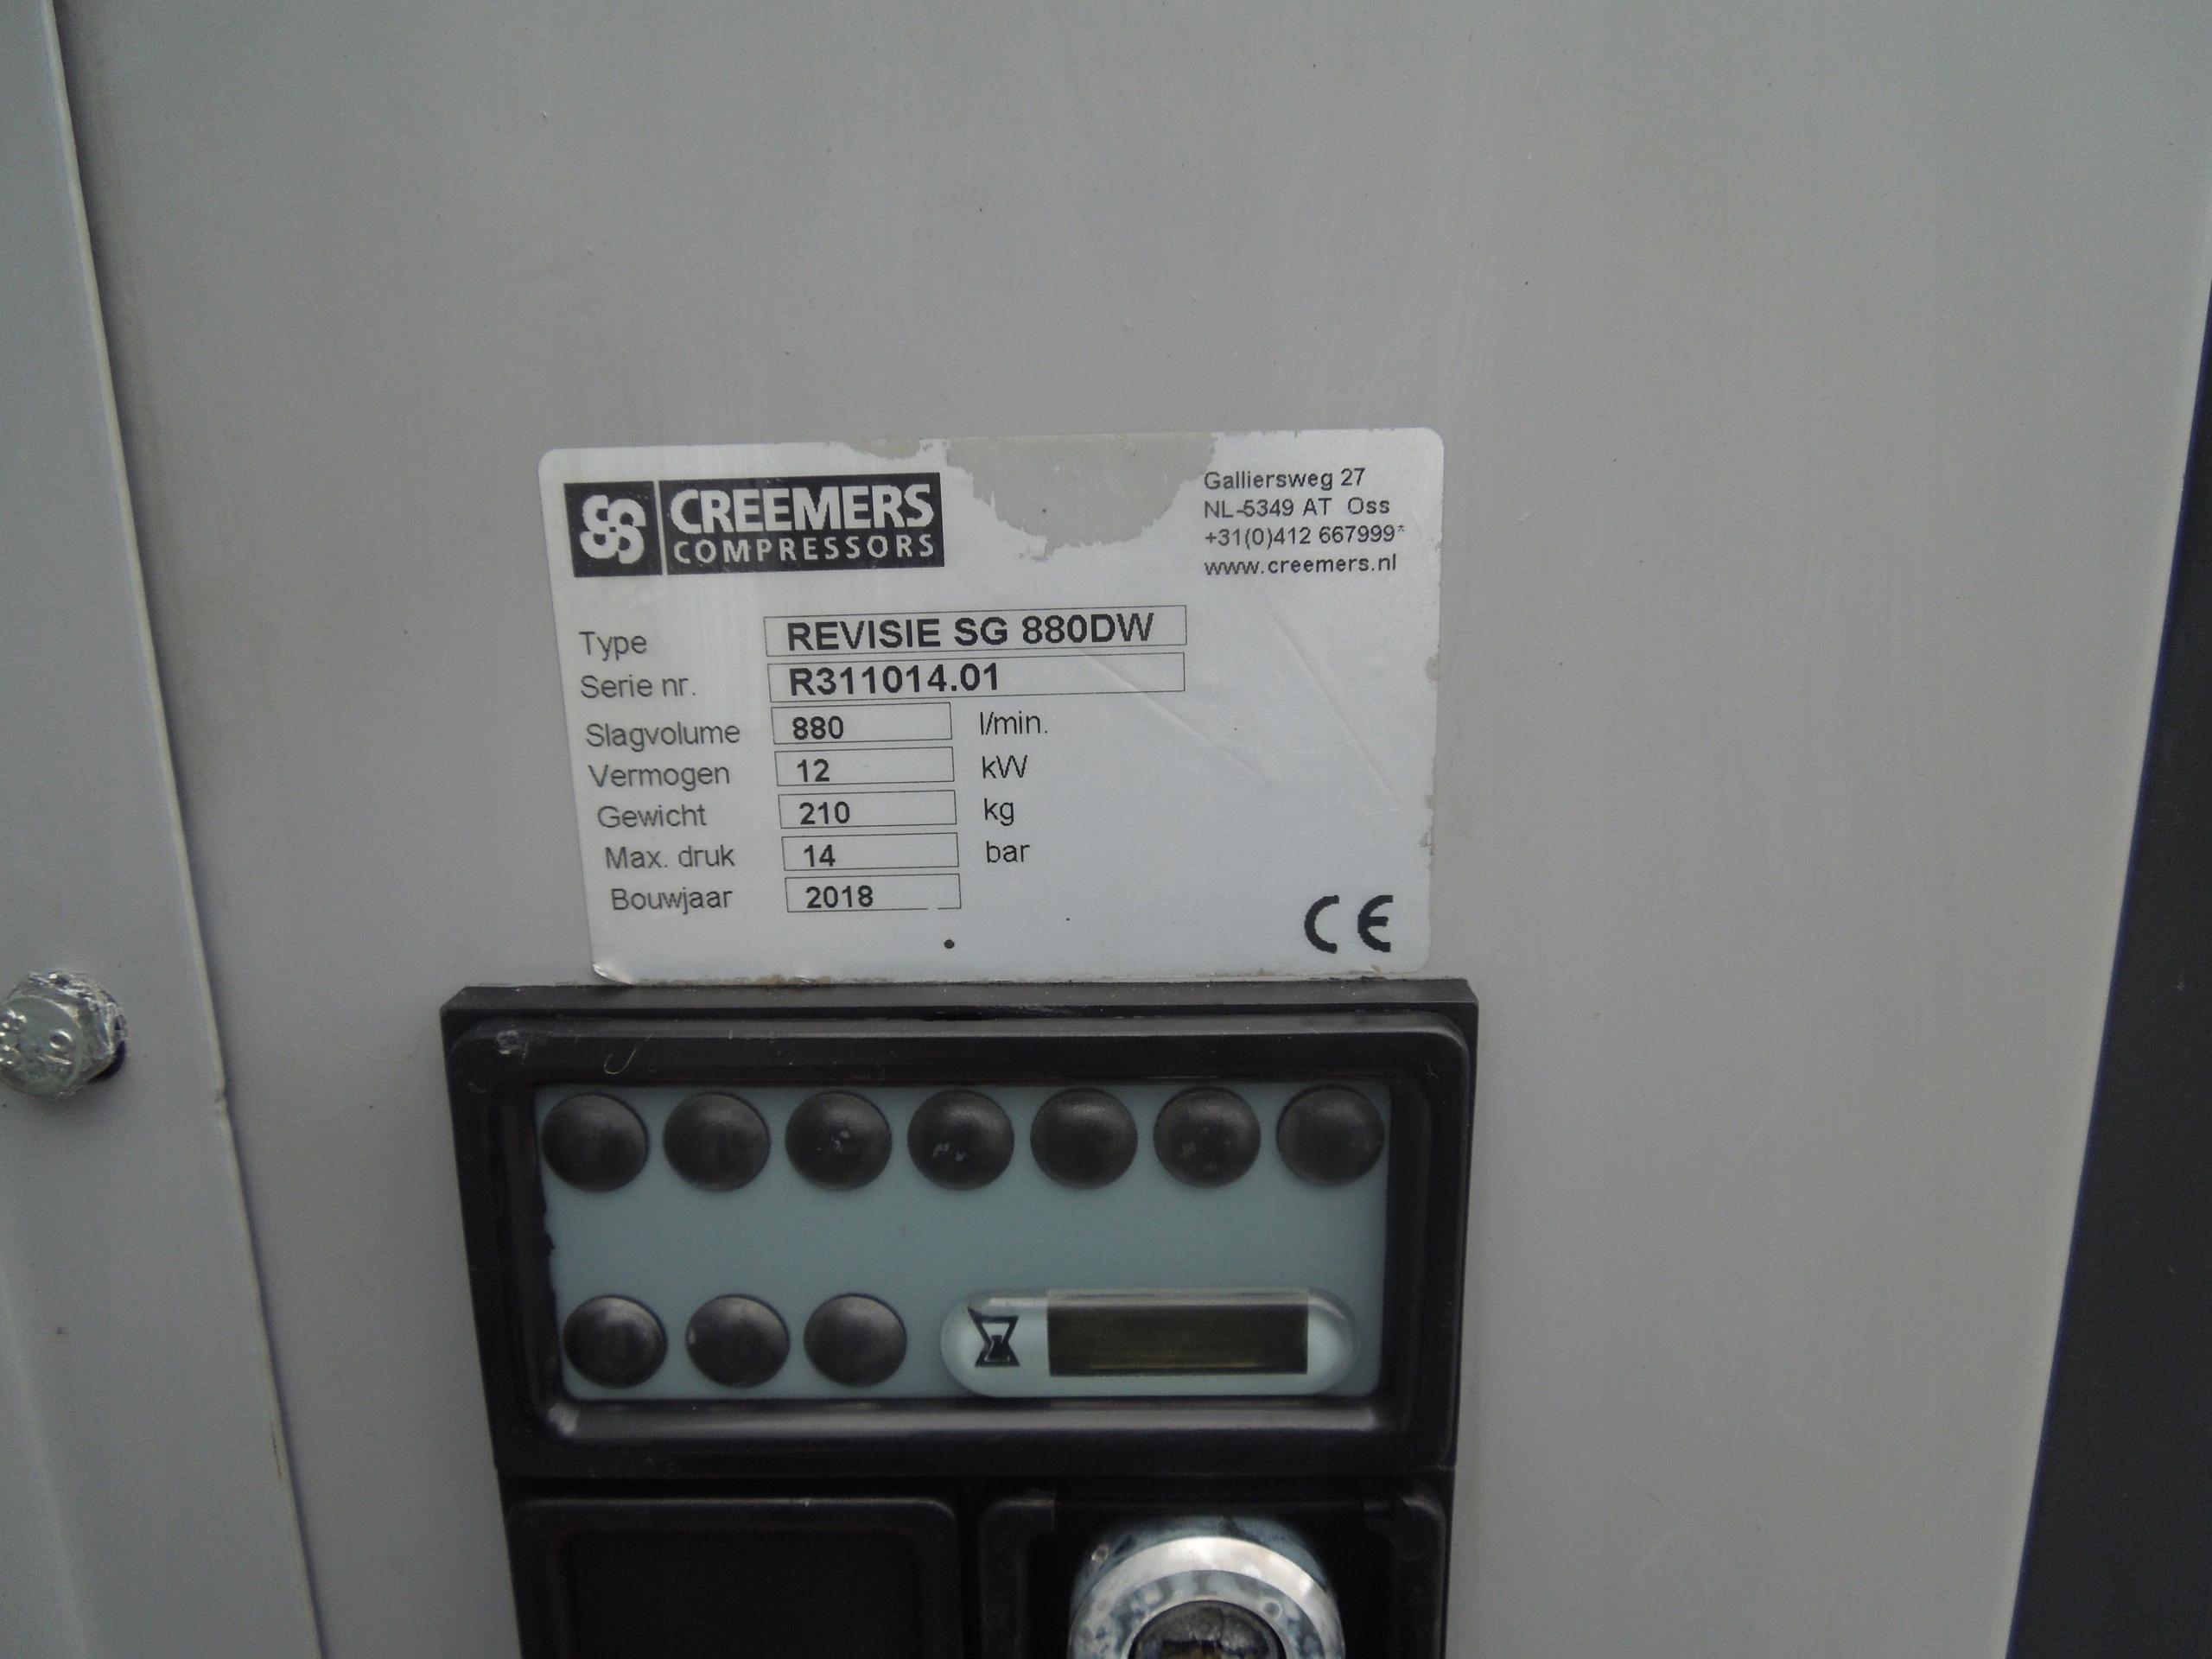 CREEMERS
COMPRESSORS
Galliersweg 27
NL-5349 AT Oss
+31(0)412 667999*
www.creemers.nl
Type REVISIE SG 880DW
Serie nr. R311014.01
Slagvolume 880 l/min.
Vermogen 12 kW
Gewicht 210 kg
Max. druk 14 bar
Bouwjaar 2018
CE